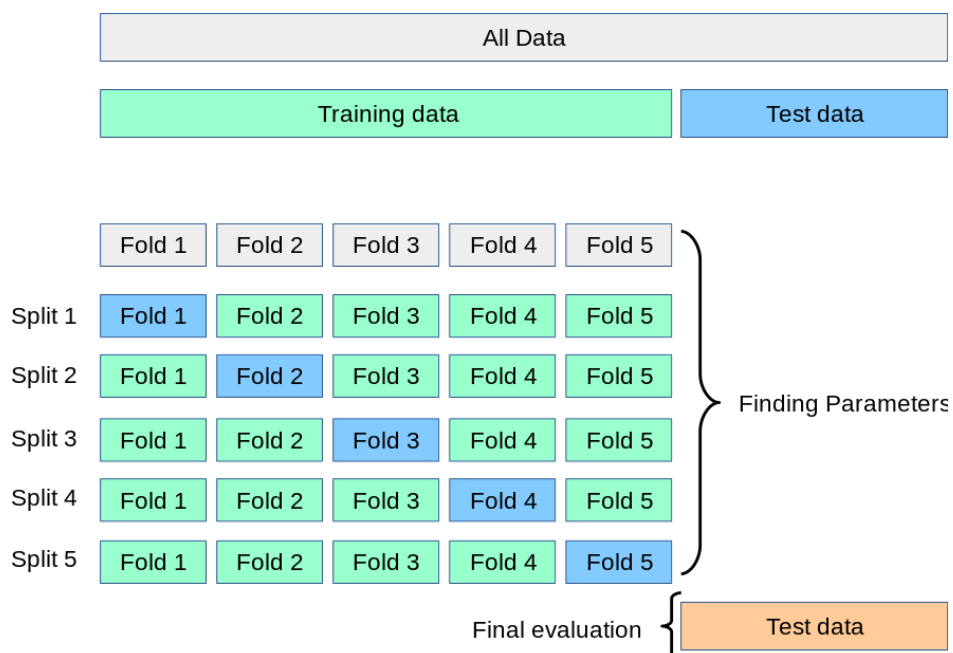 All Data
Training data Test data
Fold 1 Fold 2 Fold 3 Fold 4 Fold 5
Split 1 Fold 1 Fold 2 Fold 3 Fold 4 Fold 5
Split 2 Fold 1 Fold 2 Fold 3 Fold 4 Fold 5
Split 3 Fold 1 Fold 2 Fold 3 Fold 4 Fold 5
Split 4 Fold 1 Fold 2 Fold 3 Fold 4 Fold 5
Split 5 Fold 1 Fold 2 Fold 3 Fold 4 Fold 5
Finding Parameters
Final evaluation Test data